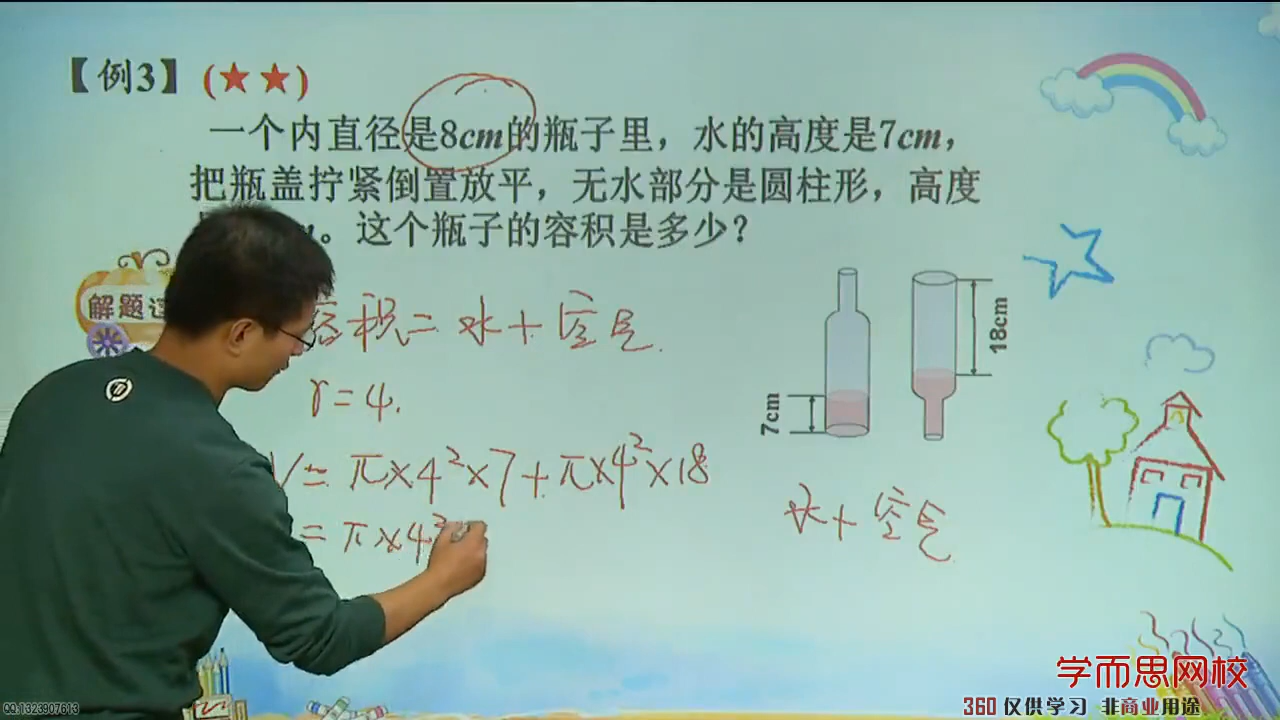 【例3】(★★)
一个内直径是8cm的瓶子里，水的高度是7cm，
把瓶盖拧紧倒置放平，无水部分是圆柱形，高度
。这个瓶子的容积是多少？
解题
容积=水+空气.
r=4.
V=π×4²×7+π×4²×18
=π×4²
7cm
18cm
水+空气.
学而思网校
360 仅供学习 非商业用途
QQ:1323907613